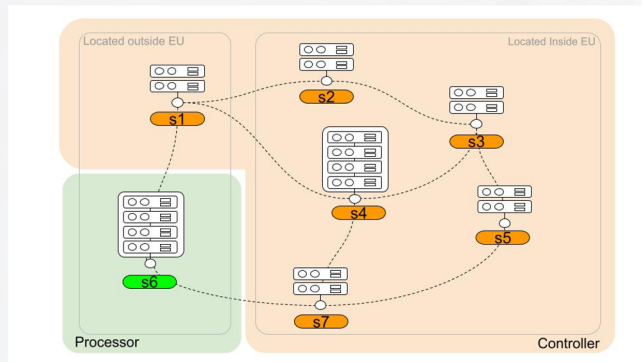 Located outside EU
Located Inside EU
s1
s2
s3
s4
s5
s6
s7
Processor
Controller